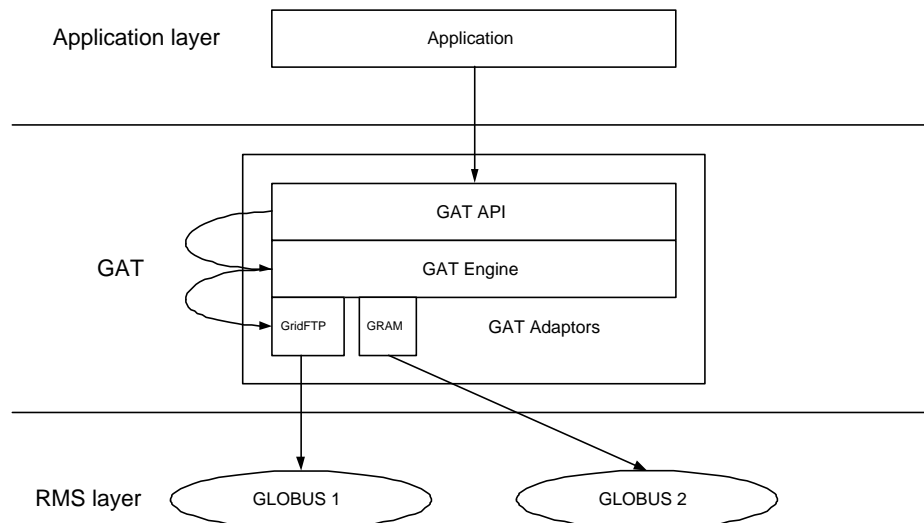 Application layer
Application
GAT API
GAT
GAT Engine
GridFTP
GRAM
GAT Adaptors
RMS layer
GLOBUS 1
GLOBUS 2